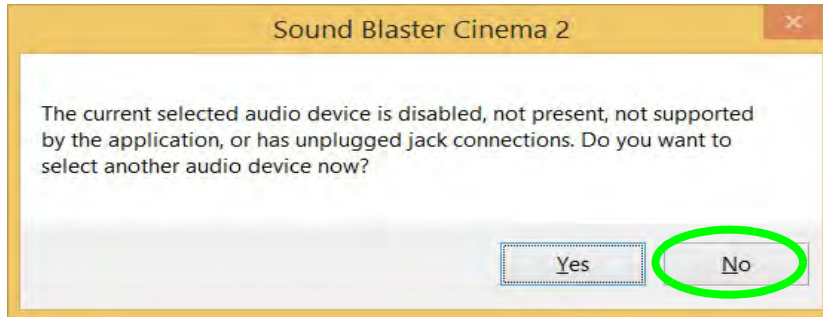 Sound Blaster Cinema 2
The current selected audio device is disabled, not present, not supported
by the application, or has unplugged jack connections. Do you want to
select another audio device now?
Yes
No